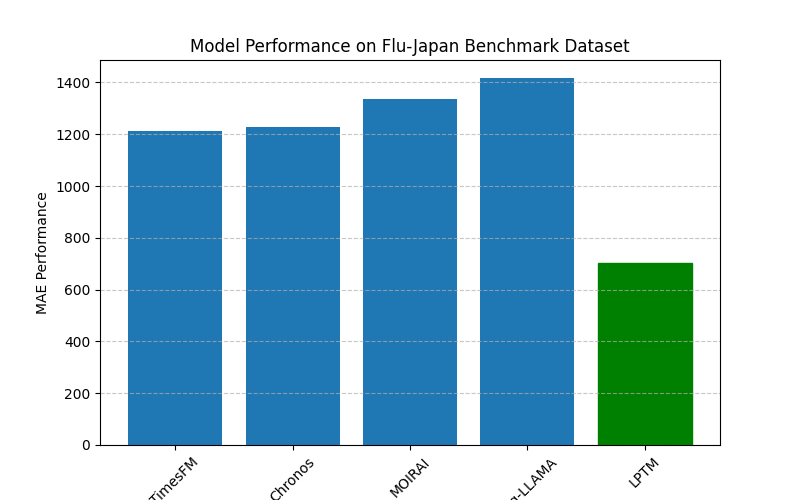 Model Performance on Flu-Japan Benchmark Dataset
MAE Performance
1400
1200
1000
800
600
400
200
0
TimesFM
Chronos
MOIRAI
-LLAMA
LPTM